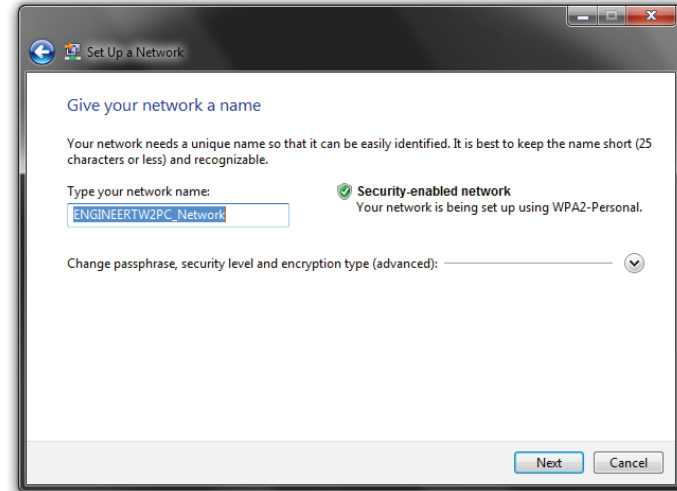 Set Up a Network
Give your network a name
Your network needs a unique name so that it can be easily identified. It is best to keep the name short (25
characters or less) and recognizable.
Type your network name:
ENGINEERTW2PC_Network
Security-enabled network
Your network is being set up using WPA2-Personal.
Change passphrase, security level and encryption type (advanced):
Next
Cancel